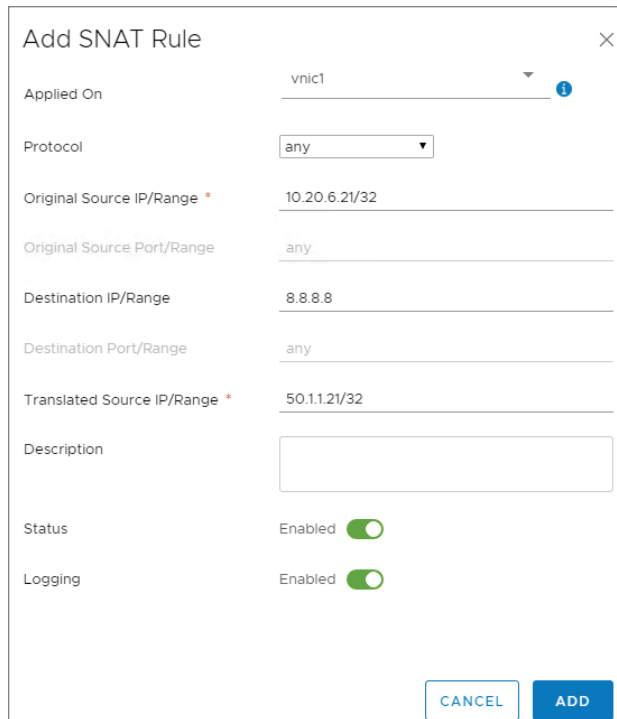 Add SNAT Rule
Applied On vnic1
Protocol any
Original Source IP/Range * 10.20.6.21/32
Original Source Port/Range any
Destination IP/Range 8.8.8.8
Destination Port/Range any
Translated Source IP/Range * 50.1.1.21/32
Description
Status Enabled
Logging Enabled
CANCEL ADD